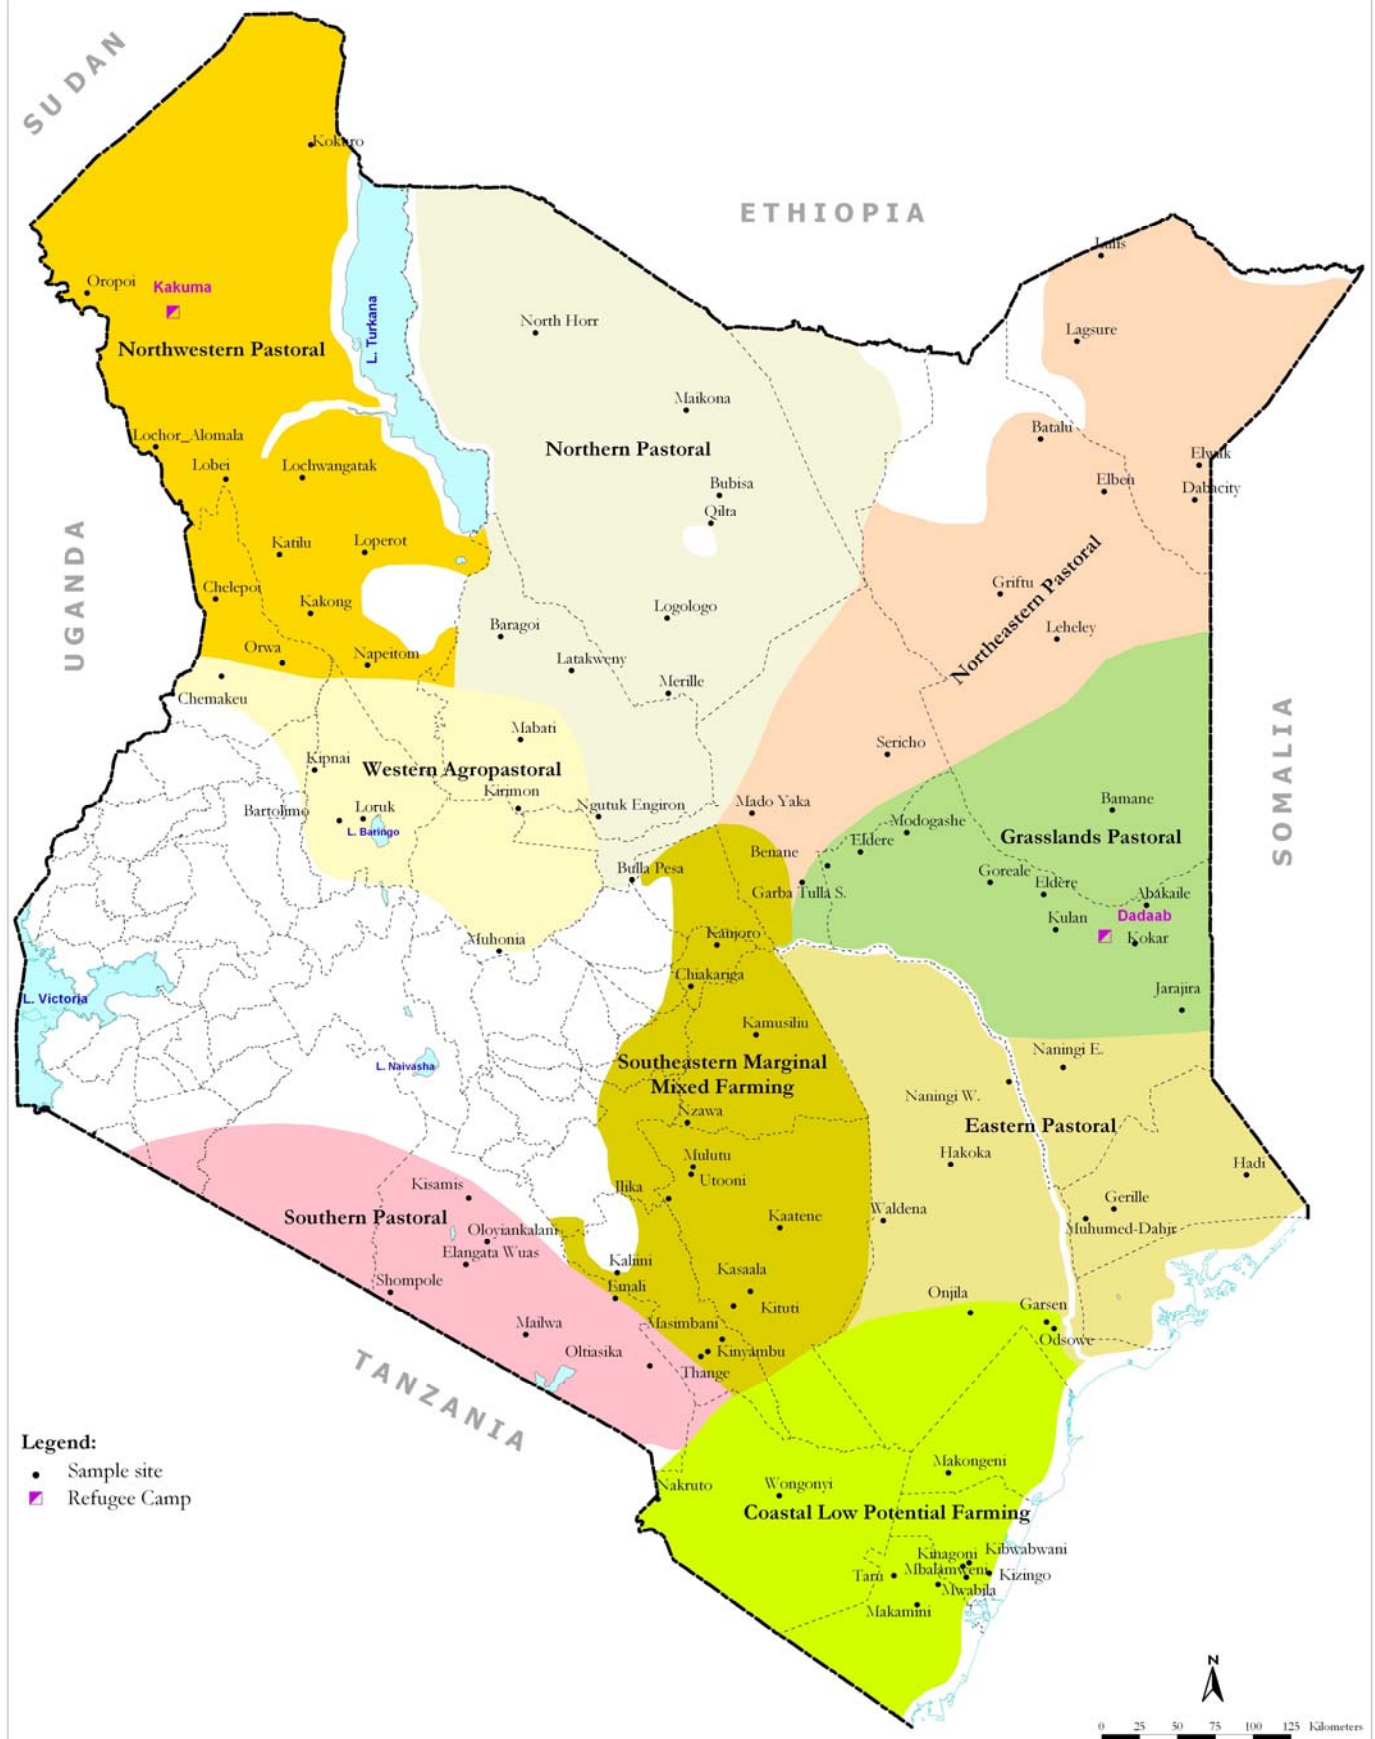 SUDAN
Kokuro
ETHIOPIA
Lulis
Oropoi
Kakuma
L. Turkana
North Horr
Lagsure
Northwestern Pastoral
Maikona
Lochor_Alomala
Northern Pastoral
Batalu
Lobei
Lochwangatak
Elwak
Bubisa
Elben
Dabacity
Qilta
UGANDA
Katilu
Loperot
Chelepoi
Kakong
Griftu
Northeastern Pastoral
Logologo
Baragoi
Leheley
Orwa
Napeitom
Latakweny
Merille
Chemakeu
Mabati
Sericho
SOMALIA
Kipnai
Western Agropastoral
Kirimon
Bartolimo
Loruk
L. Baringo
Ngutuk Engiron
Mado Yaka
Bamane
Modogashe
Grasslands Pastoral
Eldere
Benane
Bulla Pesa
Garba Tulla S.
Goreale
Eldere
Abakaile
Dadaab
Kulan
Kokar
Muhonia
Kanjoro
Chiakariga
Jarajira
L. Victoria
Kamusiliu
L. Naivasha
Southeastern Marginal
Mixed Farming
Naningi E.
Naningi W.
Nzawa
Eastern Pastoral
Mulutu
Utooni
Hakoka
Hadi
Kisamis
Ilika
Gerille
Southern Pastoral
Oloyiankalani
Kaatene
Waldena
Muhumed-Dahir
Elangata Wuas
Shompole
Kaliini
Emali
Kasaala
Kituti
Onjila
Garsen
Odsowe
Mailwa
Masimbani
Oltiasika
Kinyambu
Thange
TANZANIA
Legend:
Sample site
Refugee Camp
Makongeni
Nakruto
Wongonyi
Coastal Low Potential Farming
Kinagoni
Kibwabwani
Taru
Mbalamweni
Kizingo
Mwabila
Makamini
N
0 25 50 75 100 125 Kilometers